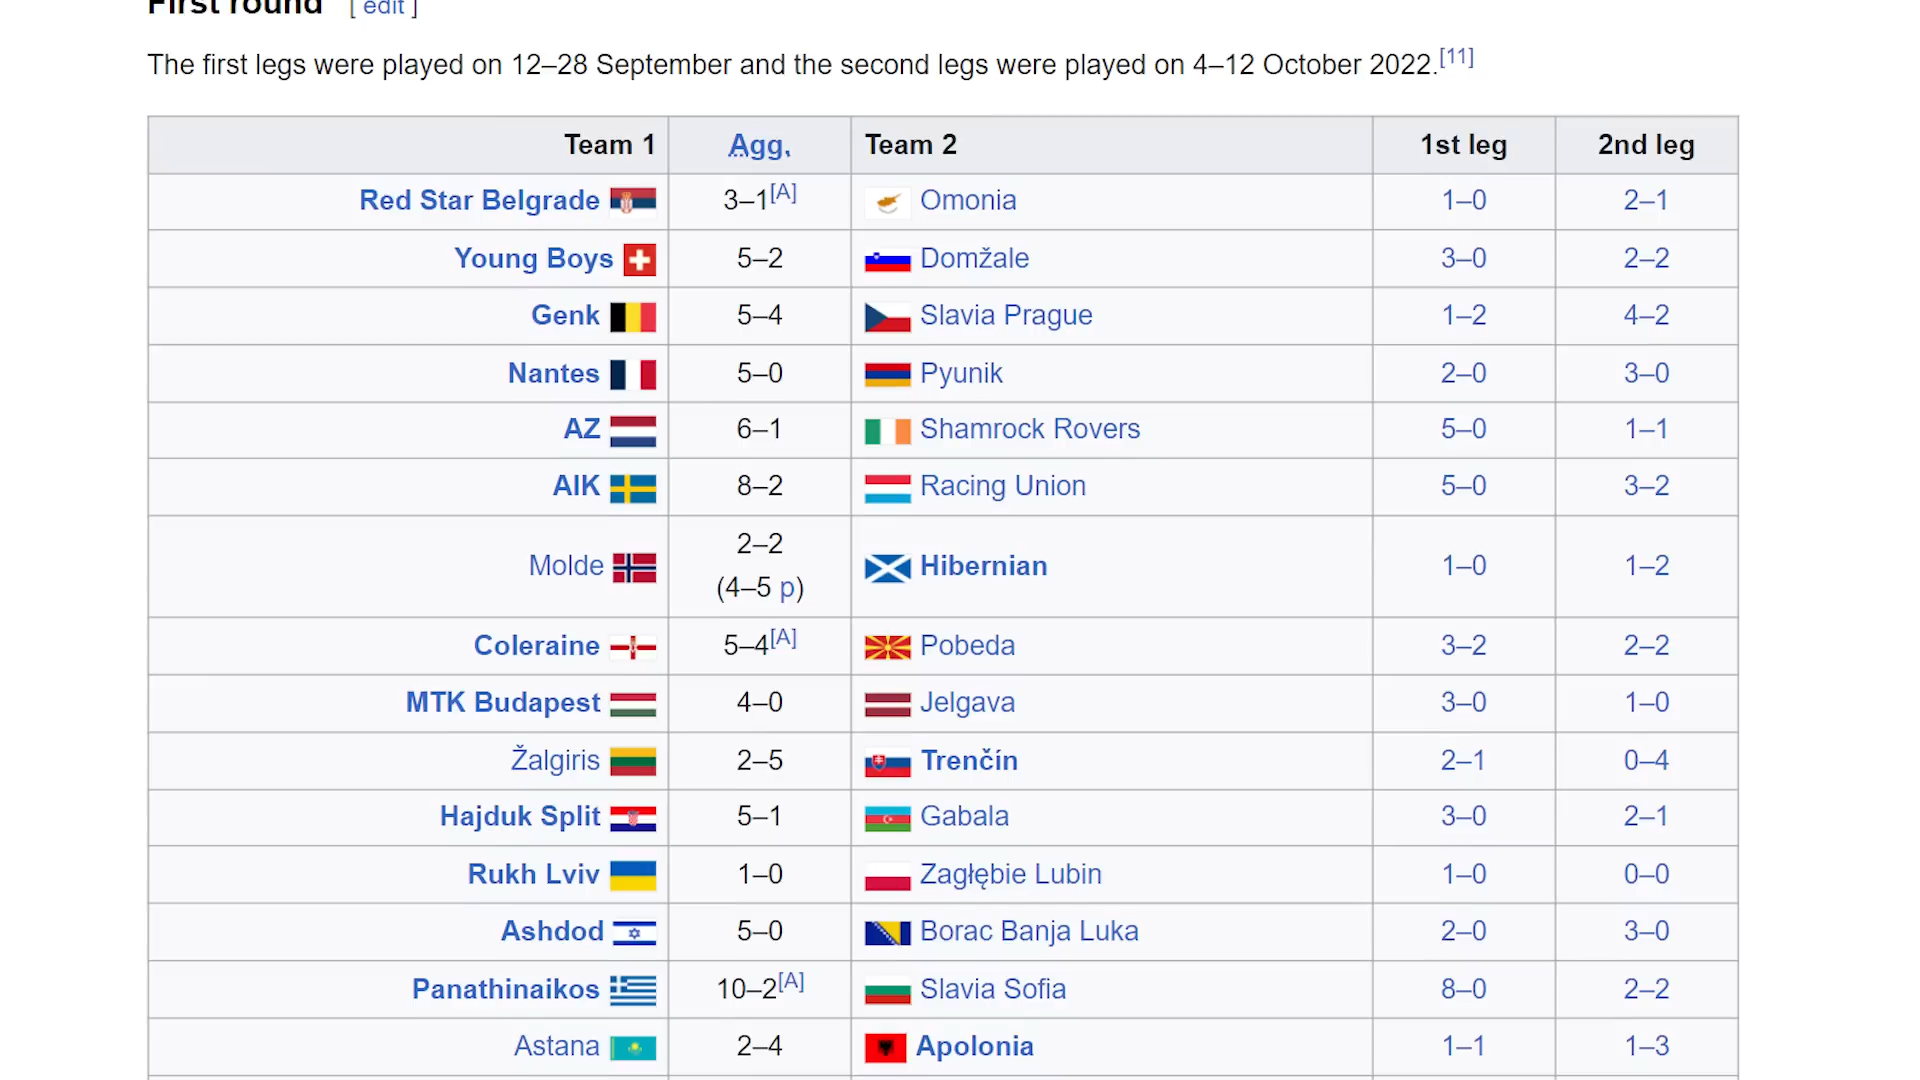 First round [ edit ]
The first legs were played on 12–28 September and the second legs were played on 4–12 October 2022.[11]
Team 1 Agg. Team 2 1st leg 2nd leg
Red Star Belgrade 3–1[A] Omonia 1–0 2–1
Young Boys 5–2 Domžale 3–0 2–2
Genk 5–4 Slavia Prague 1–2 4–2
Nantes 5–0 Pyunik 2–0 3–0
AZ 6–1 Shamrock Rovers 5–0 1–1
AIK 8–2 Racing Union 5–0 3–2
Molde 2–2 (4–5 p) Hibernian 1–0 1–2
Coleraine 5–4[A] Pobeda 3–2 2–2
MTK Budapest 4–0 Jelgava 3–0 1–0
Žalgiris 2–5 Trenčín 2–1 0–4
Hajduk Split 5–1 Gabala 3–0 2–1
Rukh Lviv 1–0 Zagłębie Lubin 1–0 0–0
Ashdod 5–0 Borac Banja Luka 2–0 3–0
Panathinaikos 10–2[A] Slavia Sofia 8–0 2–2
Astana 2–4 Apolonia 1–1 1–3